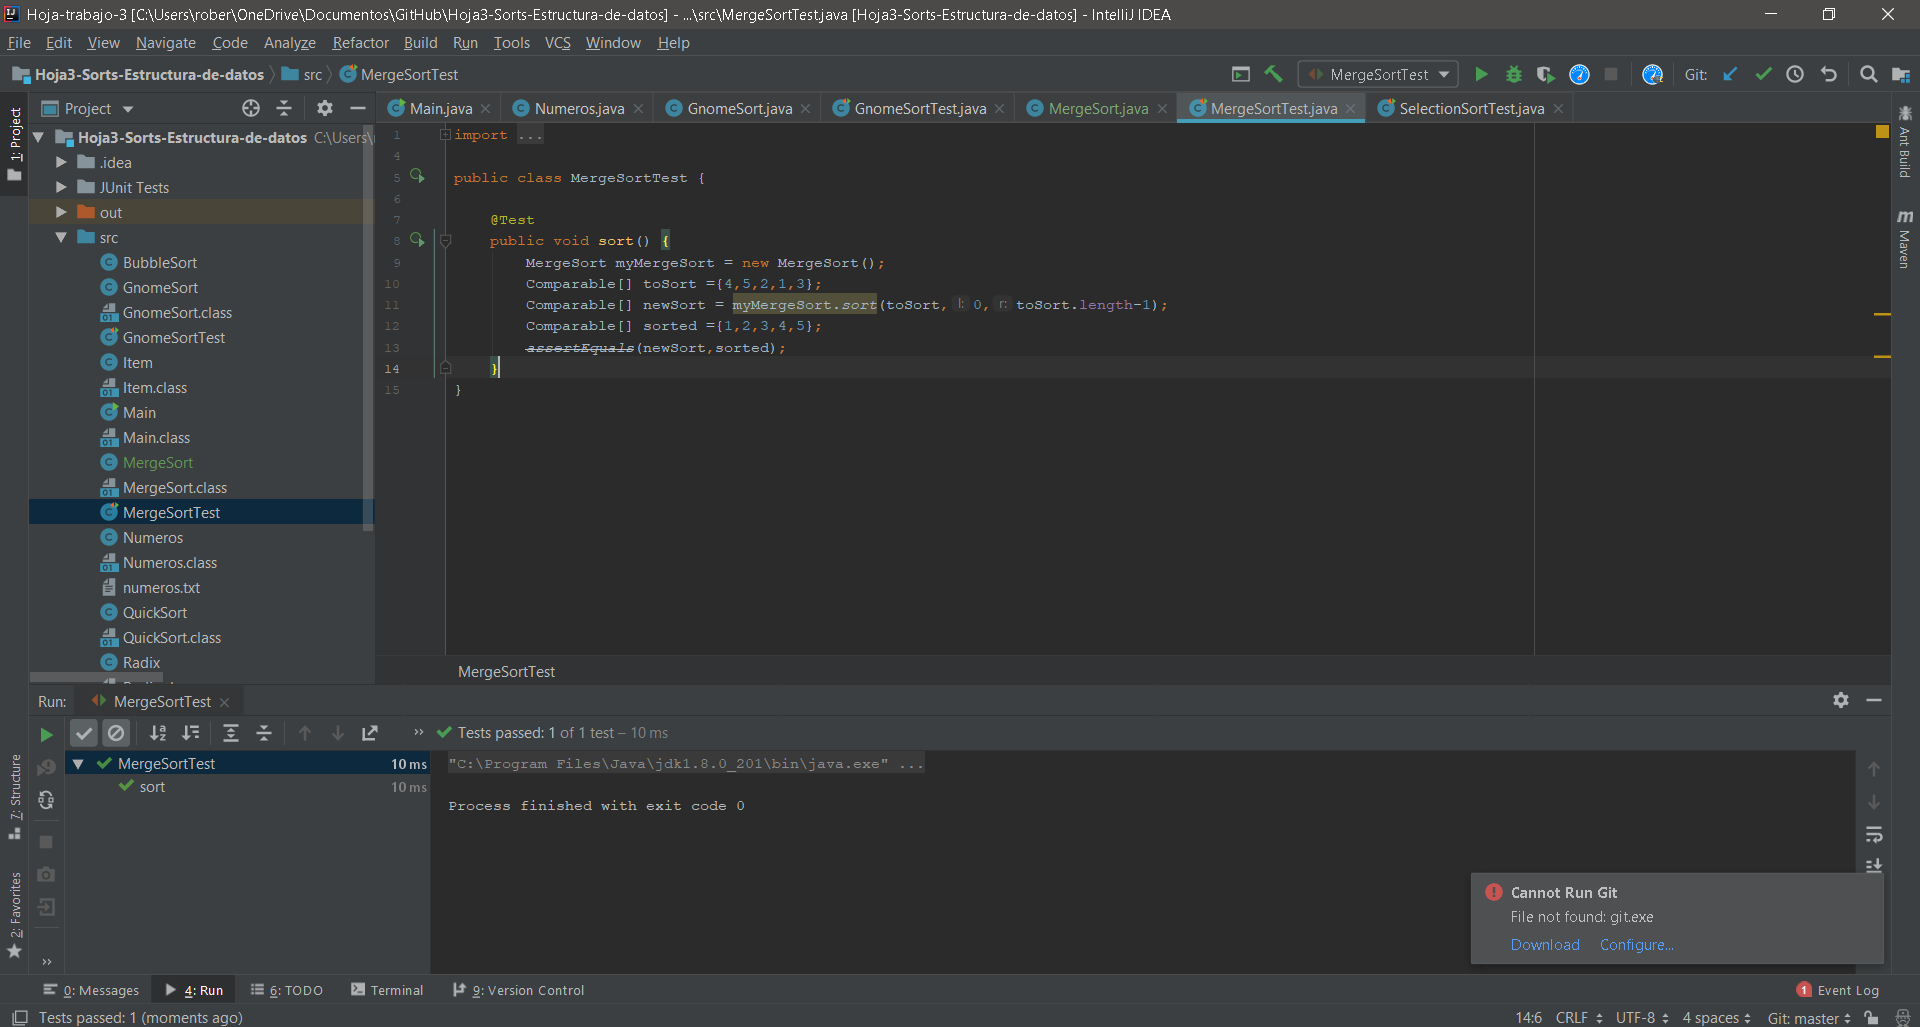 Hoja-trabajo-3 [C:\Users\rober\OneDrive\Documentos\GitHub\Hoja3-Sorts-Estructura-de-datos] - ...\src\MergeSortTest.java [Hoja3-Sorts-Estructura-de-datos] - IntelliJ IDEA
File Edit View Navigate Code Analyze Refactor Build Run Tools VCS Window Help
Hoja3-Sorts-Estructura-de-datos src MergeSortTest
MergeSortTest Git:
Project
Main.java Numeros.java GnomeSort.java GnomeSortTest.java MergeSort.java MergeSortTest.java SelectionSortTest.java
1: Project
7: Structure
2: Favorites
Hoja3-Sorts-Estructura-de-datos C:\Users\
.idea
JUnit Tests
out
src
BubbleSort
GnomeSort
GnomeSort.class
GnomeSortTest
Item
Item.class
Main
Main.class
MergeSort
MergeSort.class
MergeSortTest
Numeros
Numeros.class
numeros.txt
QuickSort
QuickSort.class
Radix
1 import ...
4
5 public class MergeSortTest {
6
7 @Test
8 public void sort() {
9 MergeSort myMergeSort = new MergeSort();
10 Comparable[] toSort ={4,5,2,1,3};
11 Comparable[] newSort = myMergeSort.sort(toSort, l: 0, r: toSort.length-1);
12 Comparable[] sorted ={1,2,3,4,5};
13 assertEquals(newSort,sorted);
14 }
15 }
MergeSortTest
Ant Build
Maven
Run: MergeSortTest
Tests passed: 1 of 1 test – 10 ms
MergeSortTest 10 ms
sort 10 ms
"C:\Program Files\Java\jdk1.8.0_201\bin\java.exe" ...
Process finished with exit code 0
Cannot Run Git
File not found: git.exe
Download Configure...
0: Messages 4: Run 6: TODO Terminal 9: Version Control
1 Event Log
Tests passed: 1 (moments ago)
14:6 CRLF UTF-8 4 spaces Git: master